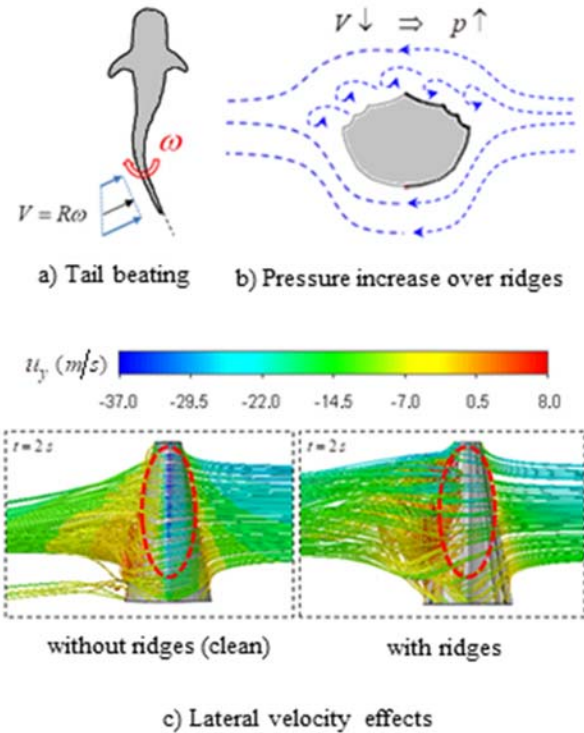 V↓ ⇒ p↑
ω
V = Rω
a) Tail beating
b) Pressure increase over ridges
u_y (m/s)
-37.0 -29.5 -22.0 -14.5 -7.0 0.5 8.0
t=2s
t=2s
without ridges (clean)
with ridges
c) Lateral velocity effects